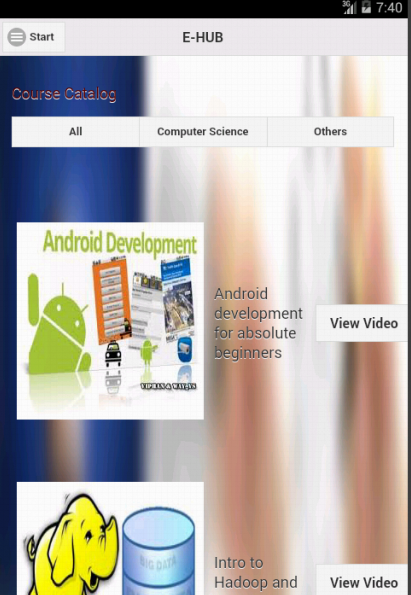 3G 7:40
Start
E-HUB
Course Catalog
All Computer Science Others
Android Development
Android
development
for absolute
beginners
View Video
BIG DATA
Intro to
Hadoop and
View Video